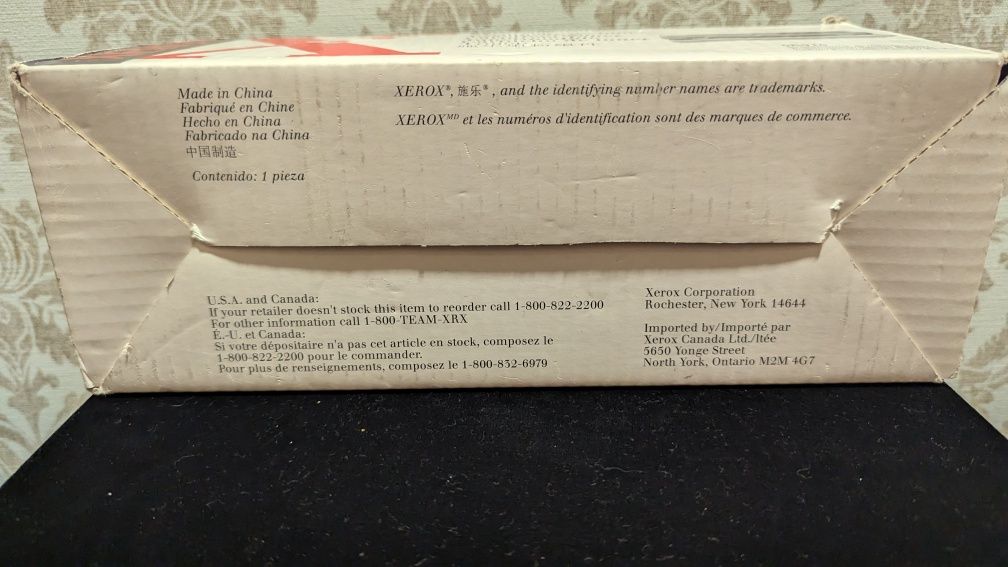 Made in China
Fabriqué en Chine
Hecho en China
Fabricado na China
中国制造
Contenido: 1 pieza
XEROX®, 施乐®, and the identifying number names are trademarks.
XEROXᴹᴰ et les numéros d'identification sont des marques de commerce.
U.S.A. and Canada:
If your retailer doesn't stock this item to reorder call 1-800-822-2200
For other information call 1-800-TEAM-XRX
É.-U. et Canada:
Si votre dépositaire n'a pas cet article en stock, composez le
1-800-822-2200 pour le commander.
Pour plus de renseignements, composez le 1-800-832-6979
Xerox Corporation
Rochester, New York 14644
Imported by/Importé par
Xerox Canada Ltd./ltée
5650 Yonge Street
North York, Ontario M2M 4G7